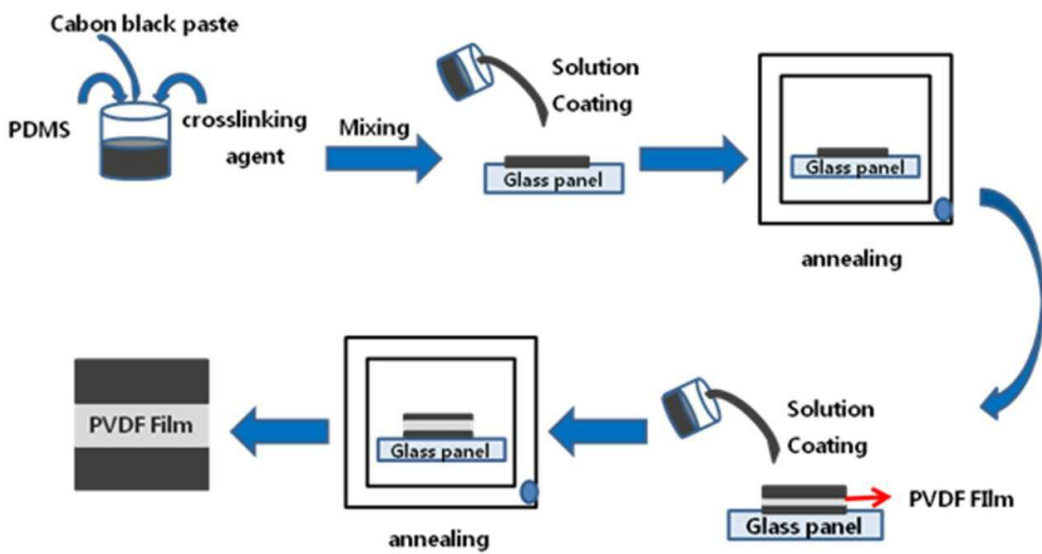 Cabon black paste
PDMS
crosslinking
agent
Mixing
Solution
Coating
Glass panel
Glass panel
annealing
Solution
Coating
PVDF FIlm
Glass panel
Glass panel
annealing
PVDF Film